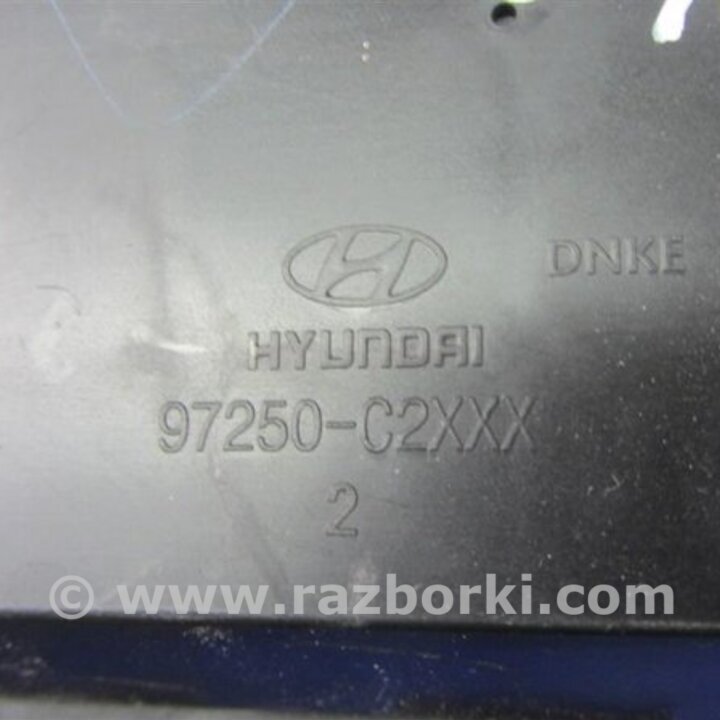 DNKE
HYUNDAI
97250-C2XXX
2
© www.razborki.com